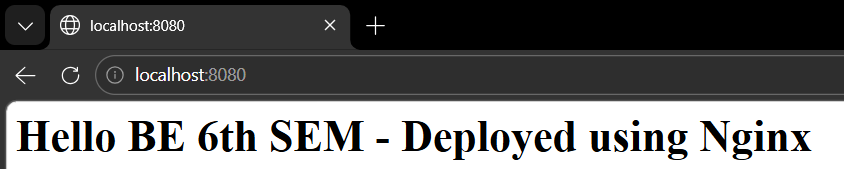 localhost:8080
localhost:8080
Hello BE 6th SEM - Deployed using Nginx